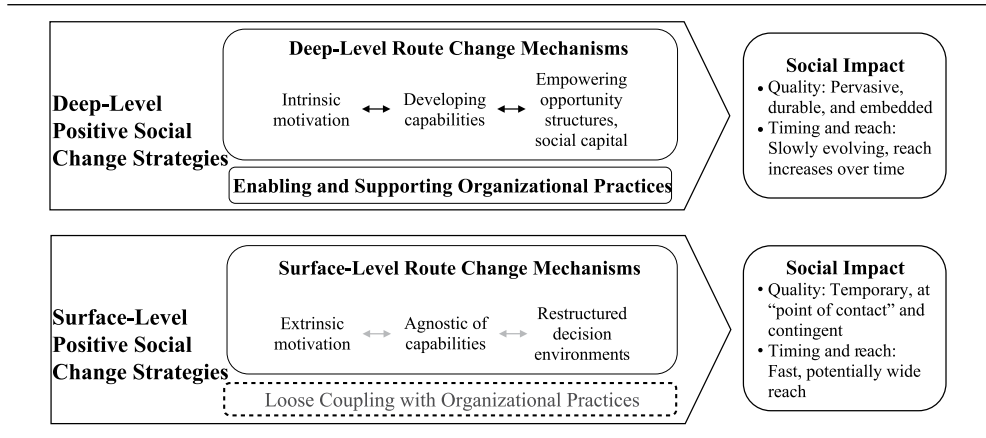 Deep-Level Route Change Mechanisms
Deep-Level
Positive Social
Change Strategies
Intrinsic
motivation
Developing
capabilities
Empowering
opportunity
structures,
social capital
Enabling and Supporting Organizational Practices
Social Impact
• Quality: Pervasive,
durable, and embedded
• Timing and reach:
Slowly evolving, reach
increases over time
Surface-Level Route Change Mechanisms
Surface-Level
Positive Social
Change Strategies
Extrinsic
motivation
Agnostic of
capabilities
Restructured
decision
environments
Loose Coupling with Organizational Practices
Social Impact
• Quality: Temporary, at
“point of contact” and
contingent
• Timing and reach:
Fast, potentially wide
reach